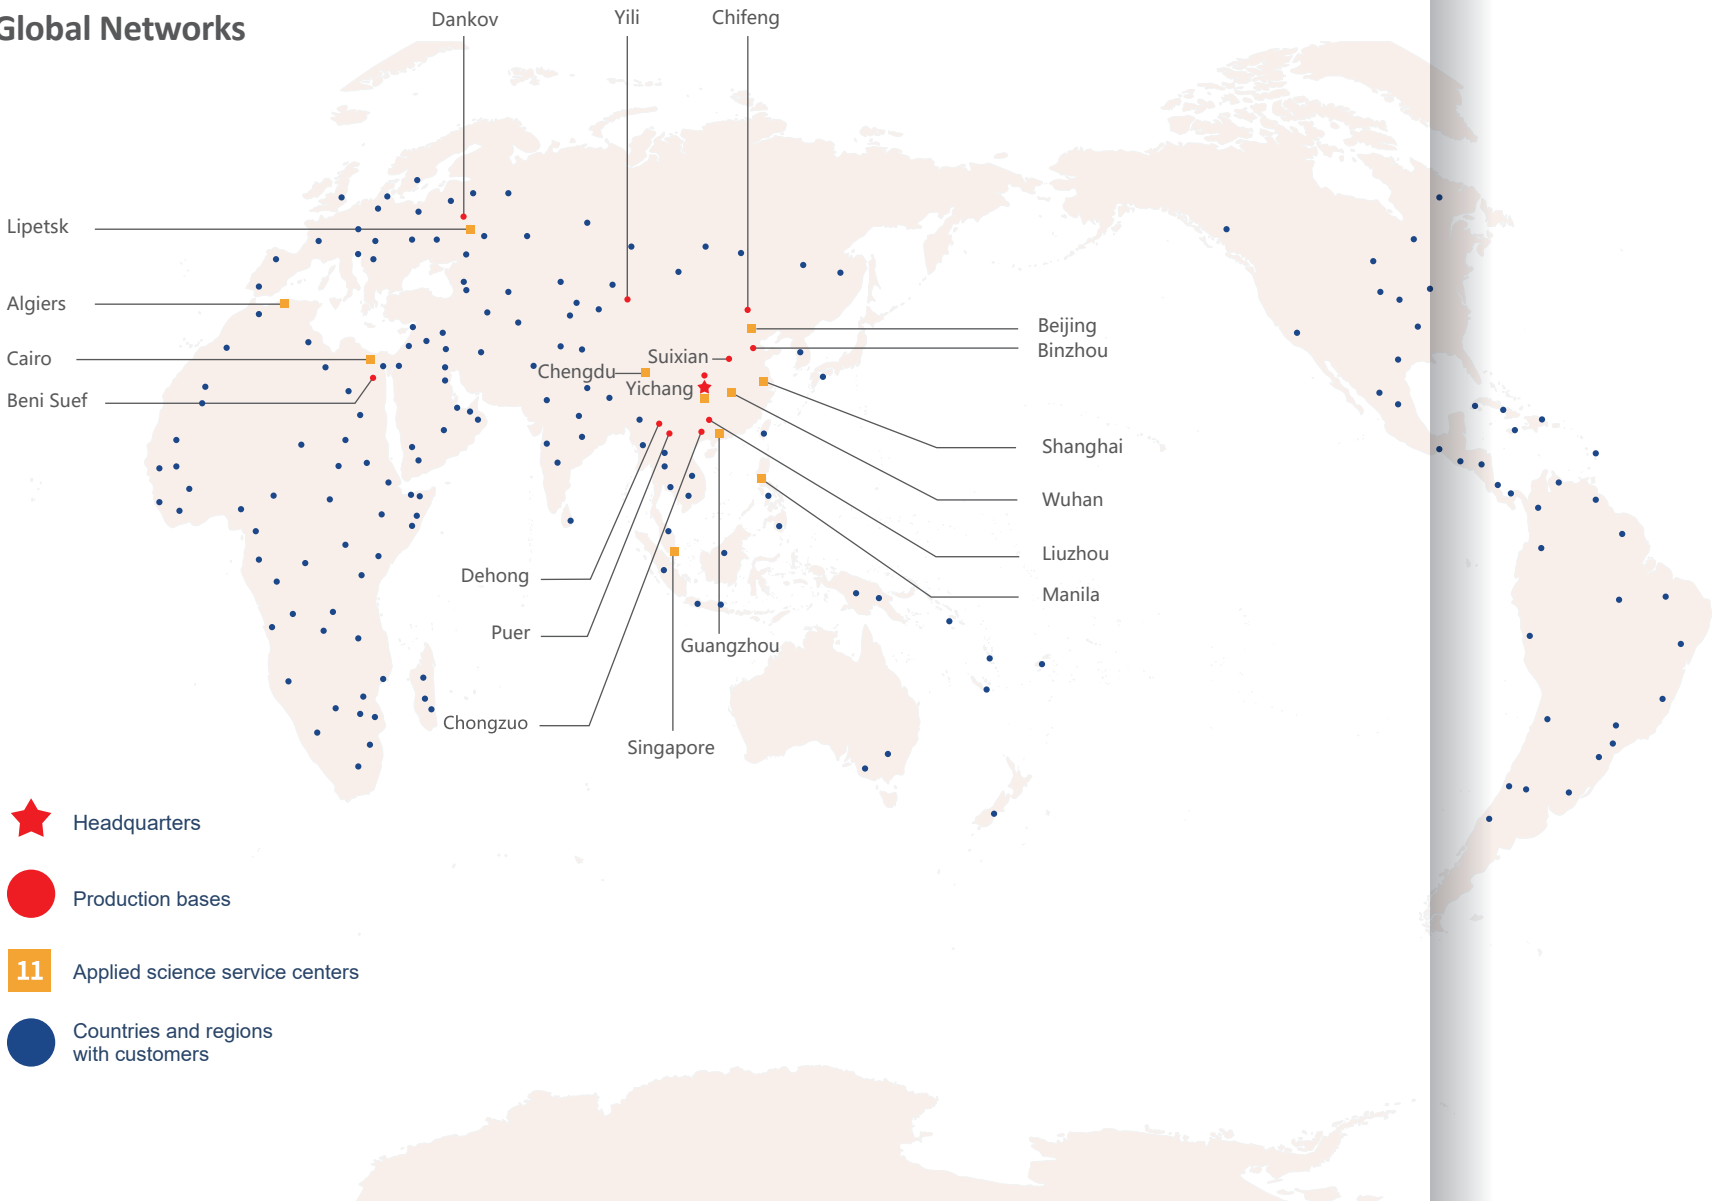 Global Networks
Dankov
Yili
Chifeng
Lipetsk
Algiers
Cairo
Beni Suef
Beijing
Binzhou
Suixian
Chengdu
Yichang
Shanghai
Wuhan
Liuzhou
Manila
Dehong
Puer
Guangzhou
Chongzuo
Singapore
Headquarters
Production bases
11 Applied science service centers
Countries and regions
with customers